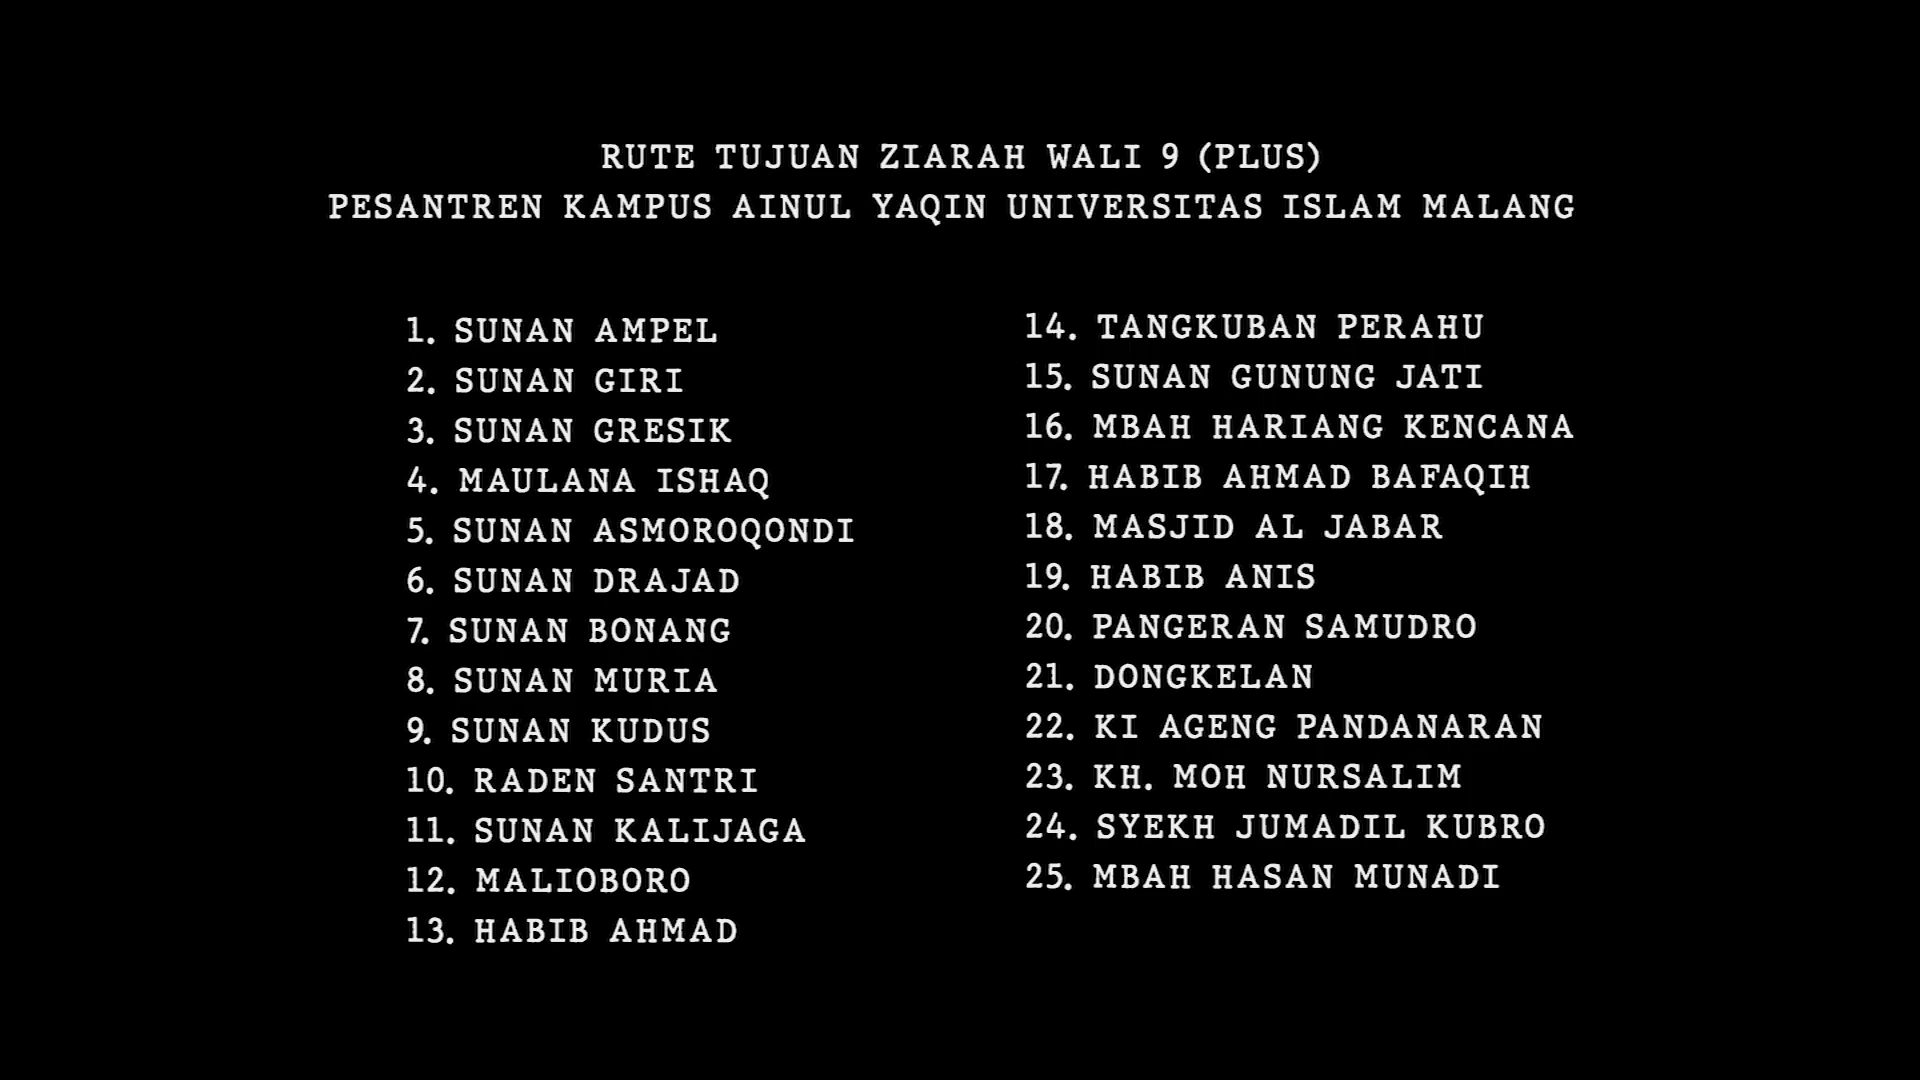 RUTE TUJUAN ZIARAH WALI 9 (PLUS)
PESANTREN KAMPUS AINUL YAQIN UNIVERSITAS ISLAM MALANG
1. SUNAN AMPEL
2. SUNAN GIRI
3. SUNAN GRESIK
4. MAULANA ISHAQ
5. SUNAN ASMOROQONDI
6. SUNAN DRAJAD
7. SUNAN BONANG
8. SUNAN MURIA
9. SUNAN KUDUS
10. RADEN SANTRI
11. SUNAN KALIJAGA
12. MALIOBORO
13. HABIB AHMAD
14. TANGKUBAN PERAHU
15. SUNAN GUNUNG JATI
16. MBAH HARIANG KENCANA
17. HABIB AHMAD BAFAQIH
18. MASJID AL JABAR
19. HABIB ANIS
20. PANGERAN SAMUDRO
21. DONGKELAN
22. KI AGENG PANDANARAN
23. KH. MOH NURSALIM
24. SYEKH JUMADIL KUBRO
25. MBAH HASAN MUNADI